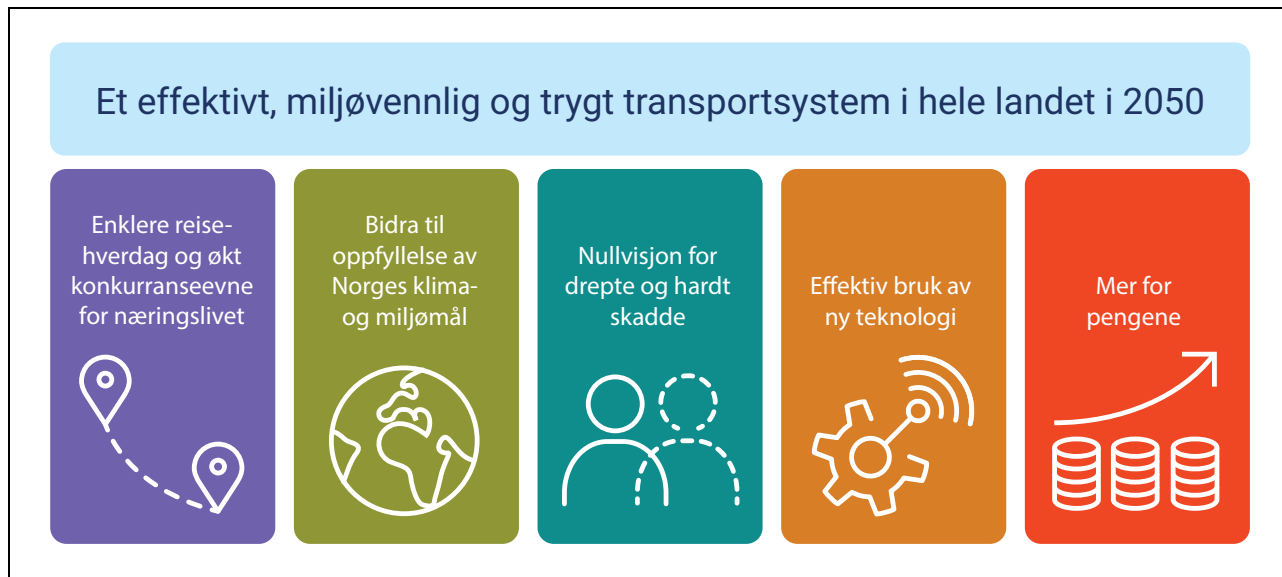 Et effektivt, miljøvennlig og trygt transportsystem i hele landet i 2050
Enklere reise-
hverdag og økt
konkurranseevne
for næringslivet
Bidra til
oppfyllelse av
Norges klima-
og miljømål
Nullvisjon for
drepte og hardt
skadde
Effektiv bruk av
ny teknologi
Mer for
pengene